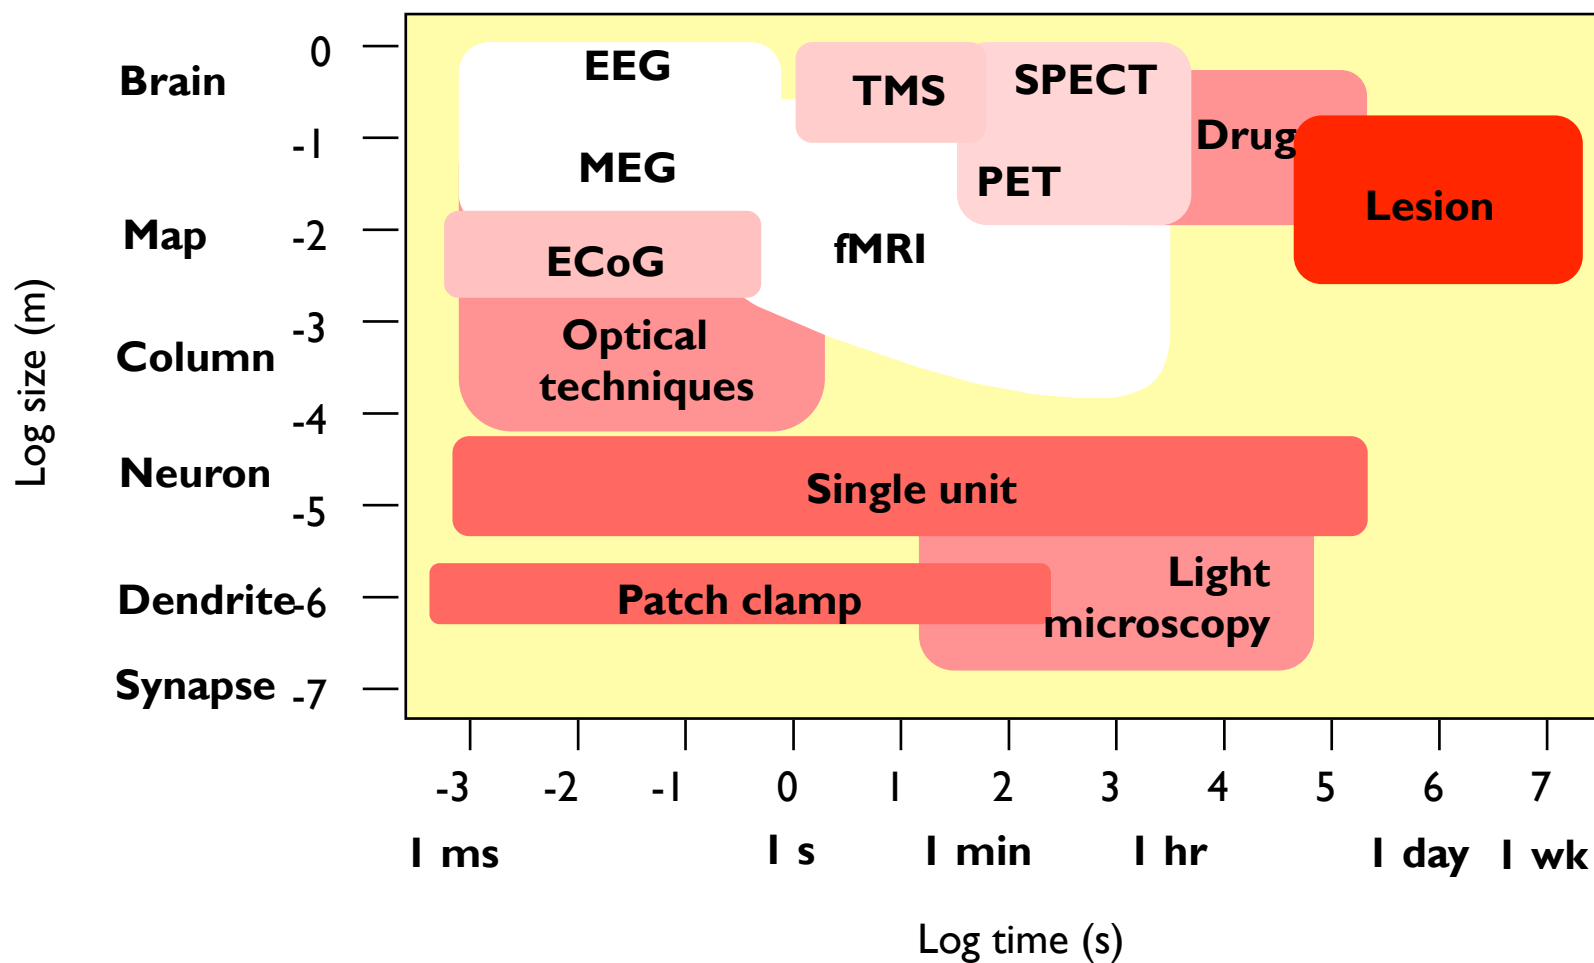 0
Brain
-1
Map
-2
-3
Column
-4
Neuron
-5
Dendrite
-6
Synapse
-7
Log size (m)
EEG
TMS
SPECT
MEG
PET
Drug
Lesion
ECoG
fMRI
Optical
techniques
Single unit
Patch clamp
Light
microscopy
-3 -2 -1 0 1 2 3 4 5 6 7
1 ms 1 s 1 min 1 hr 1 day 1 wk
Log time (s)